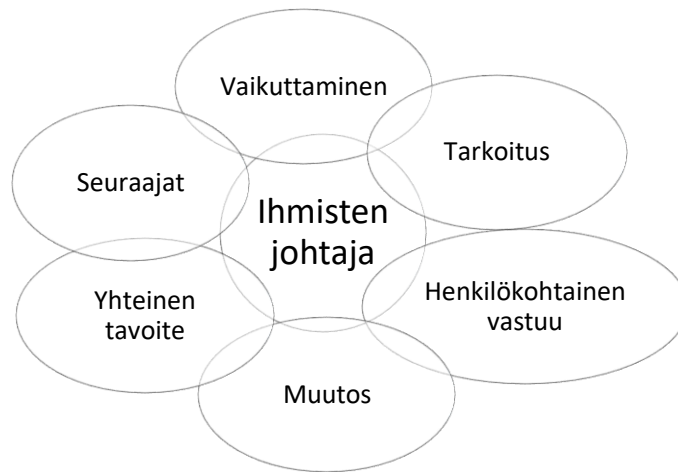 Vaikuttaminen
Tarkoitus
Seuraajat
Ihmisten
johtaja
Henkilökohtainen
vastuu
Yhteinen
tavoite
Muutos